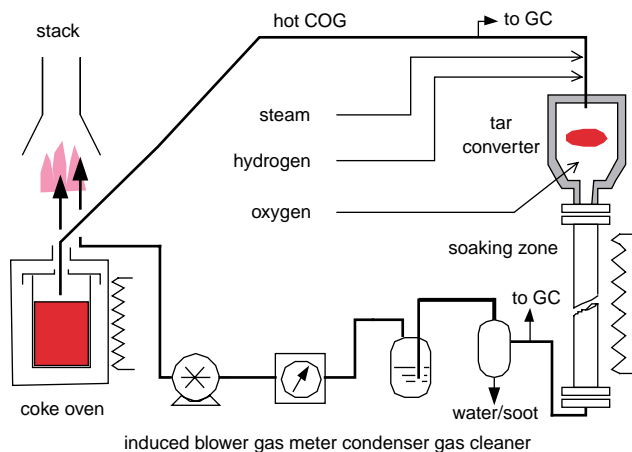 hot COG
to GC
stack
steam
tar
converter
hydrogen
oxygen
soaking zone
to GC
coke oven
water/soot
induced blower gas meter condenser gas cleaner